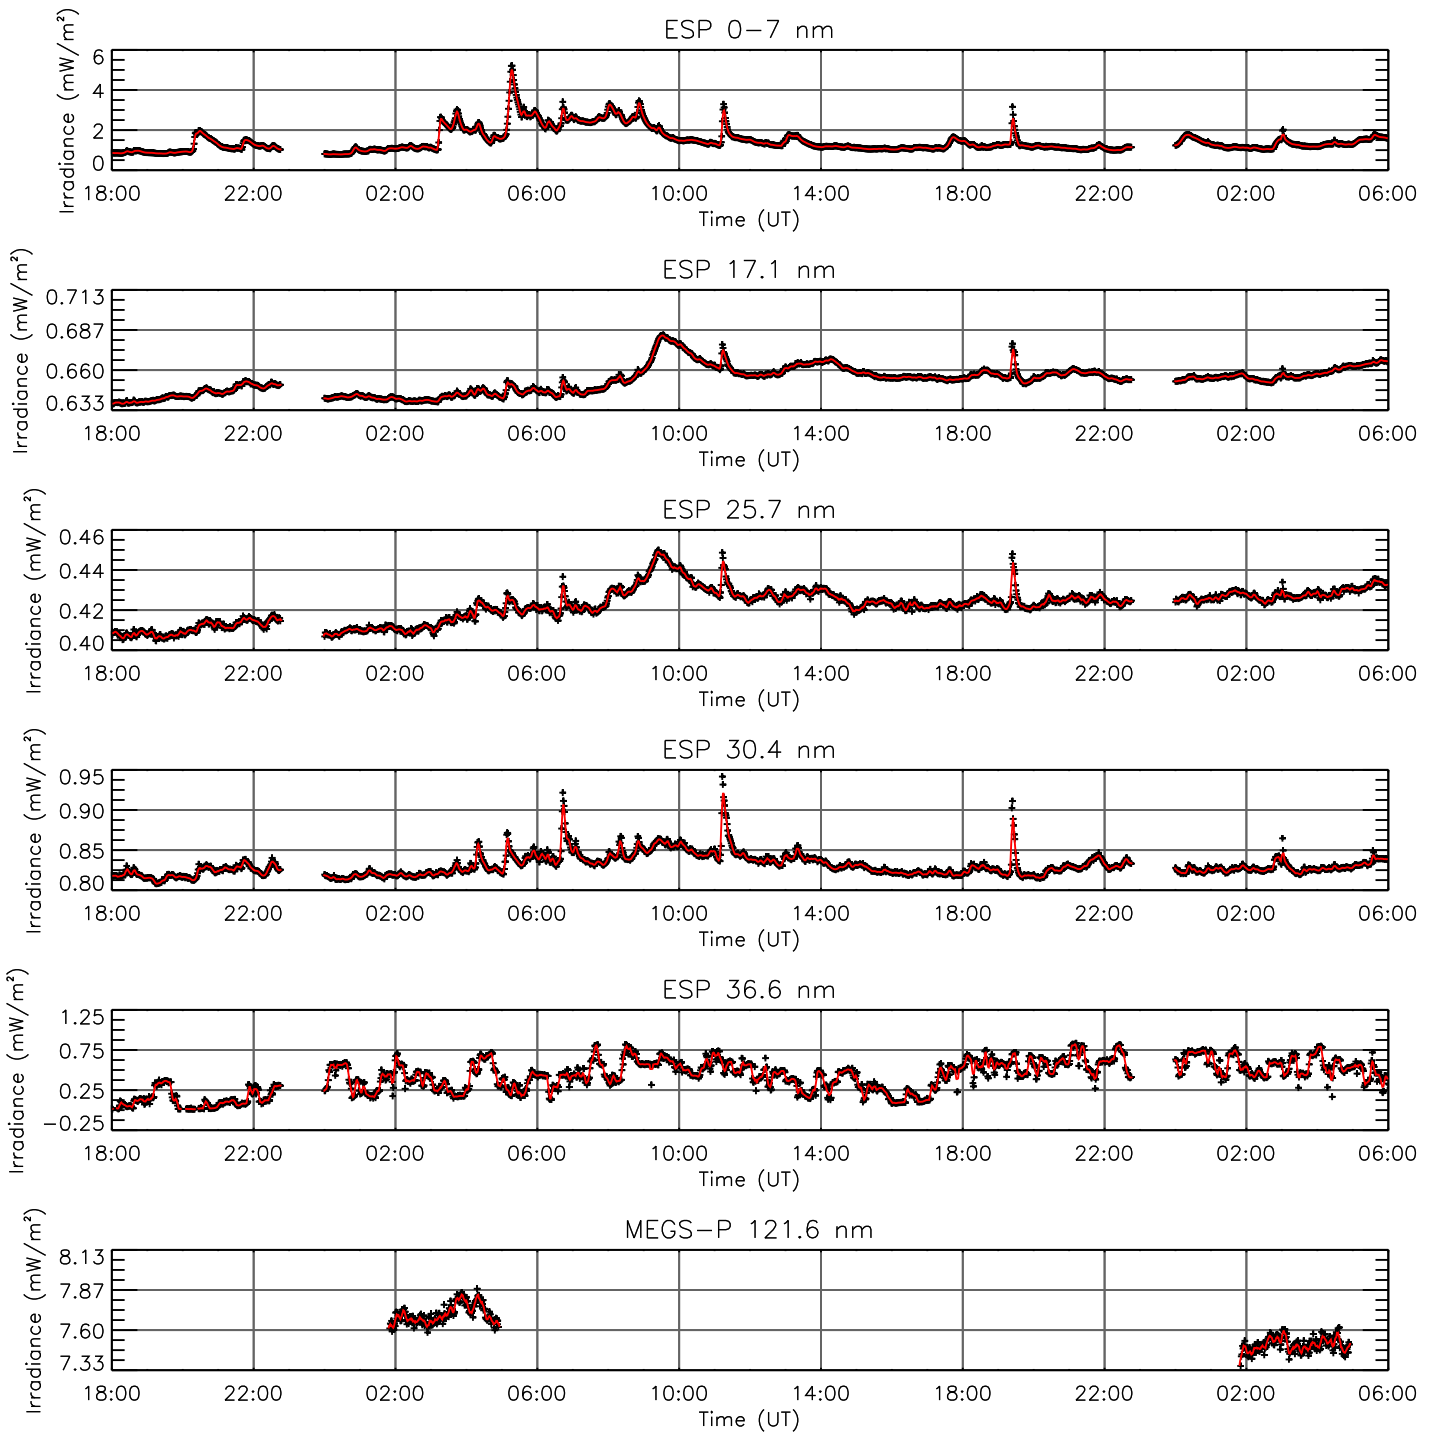 ESP 0-7 nm
Irradiance (mW/m²)
6
4
2
0
18:00 22:00 02:00 06:00 10:00 14:00 18:00 22:00 02:00 06:00
Time (UT)
ESP 17.1 nm
Irradiance (mW/m²)
0.713
0.687
0.660
0.633
18:00 22:00 02:00 06:00 10:00 14:00 18:00 22:00 02:00 06:00
Time (UT)
ESP 25.7 nm
Irradiance (mW/m²)
0.46
0.44
0.42
0.40
18:00 22:00 02:00 06:00 10:00 14:00 18:00 22:00 02:00 06:00
Time (UT)
ESP 30.4 nm
Irradiance (mW/m²)
0.95
0.90
0.85
0.80
18:00 22:00 02:00 06:00 10:00 14:00 18:00 22:00 02:00 06:00
Time (UT)
ESP 36.6 nm
Irradiance (mW/m²)
1.25
0.75
0.25
-0.25
18:00 22:00 02:00 06:00 10:00 14:00 18:00 22:00 02:00 06:00
Time (UT)
MEGS-P 121.6 nm
Irradiance (mW/m²)
8.13
7.87
7.60
7.33
18:00 22:00 02:00 06:00 10:00 14:00 18:00 22:00 02:00 06:00
Time (UT)